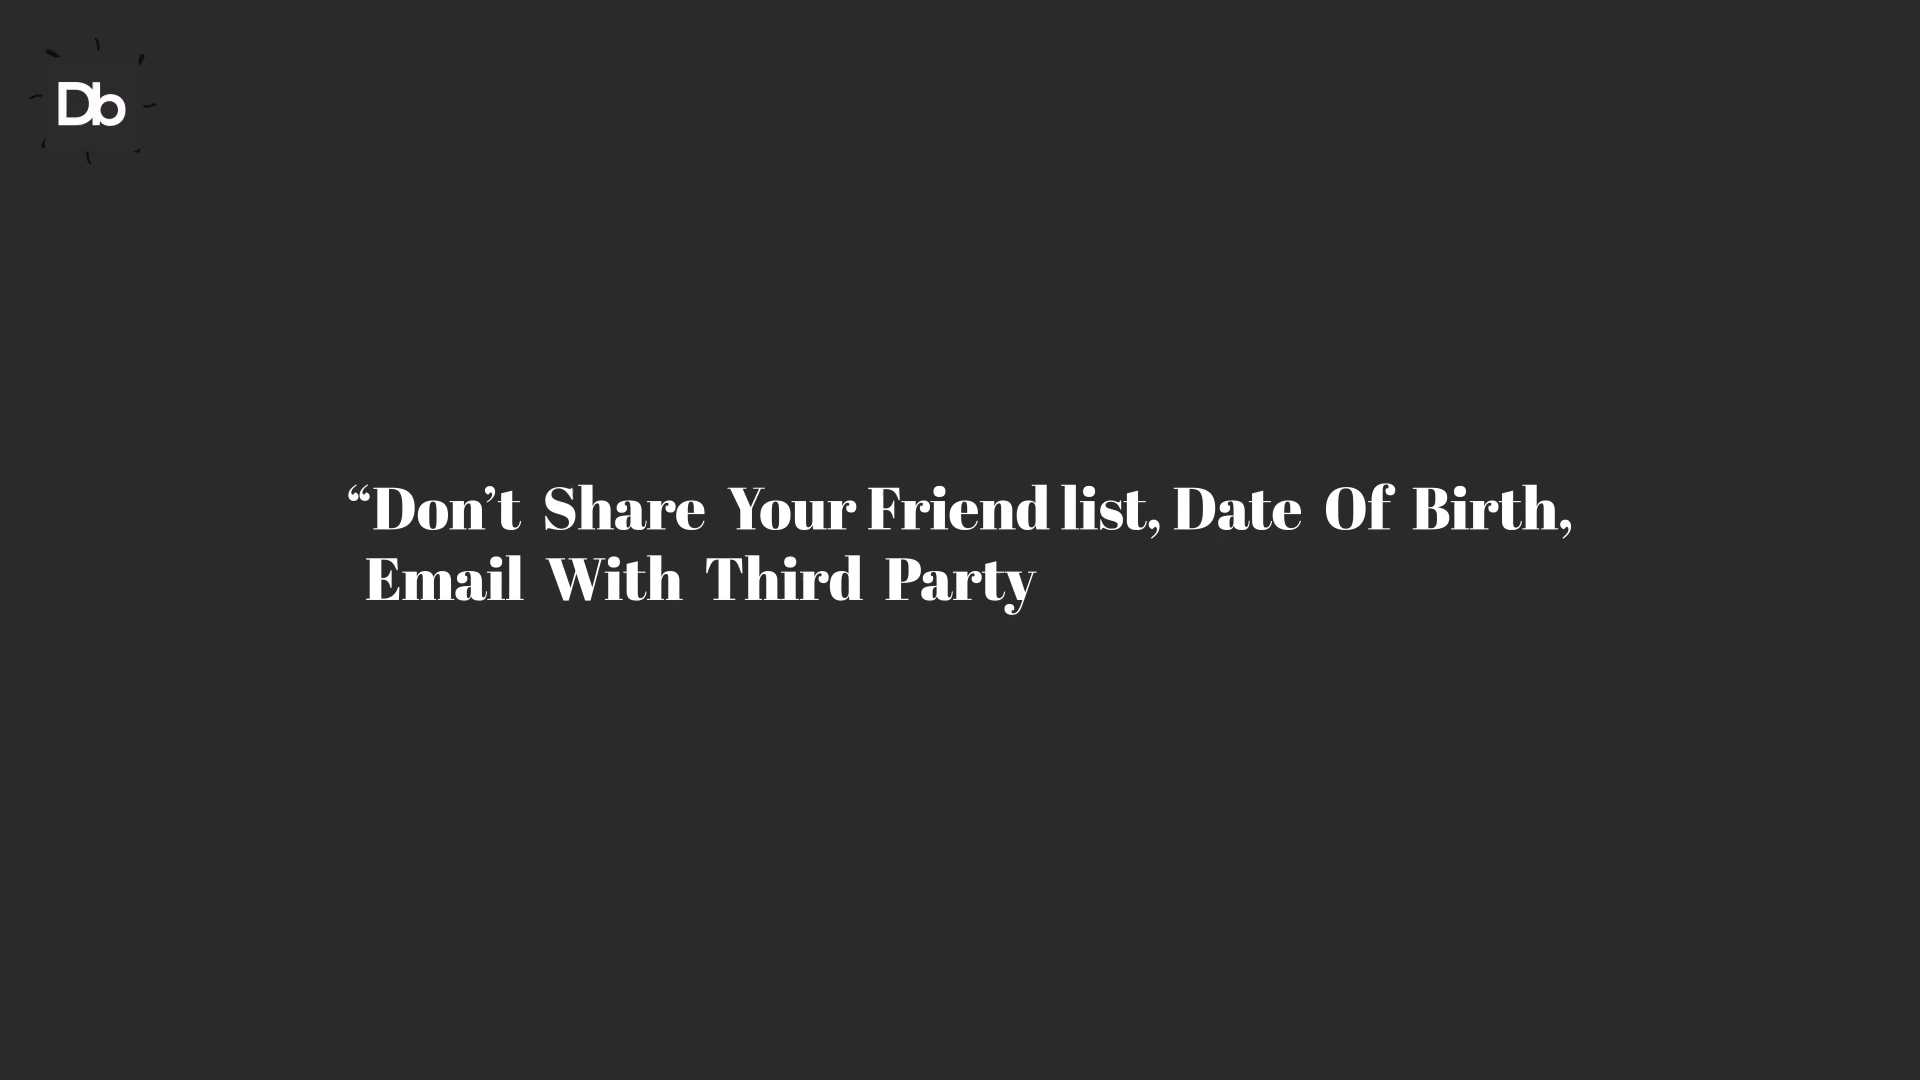 Db
“Don’t Share Your Friend list, Date Of Birth,
Email With Third Party